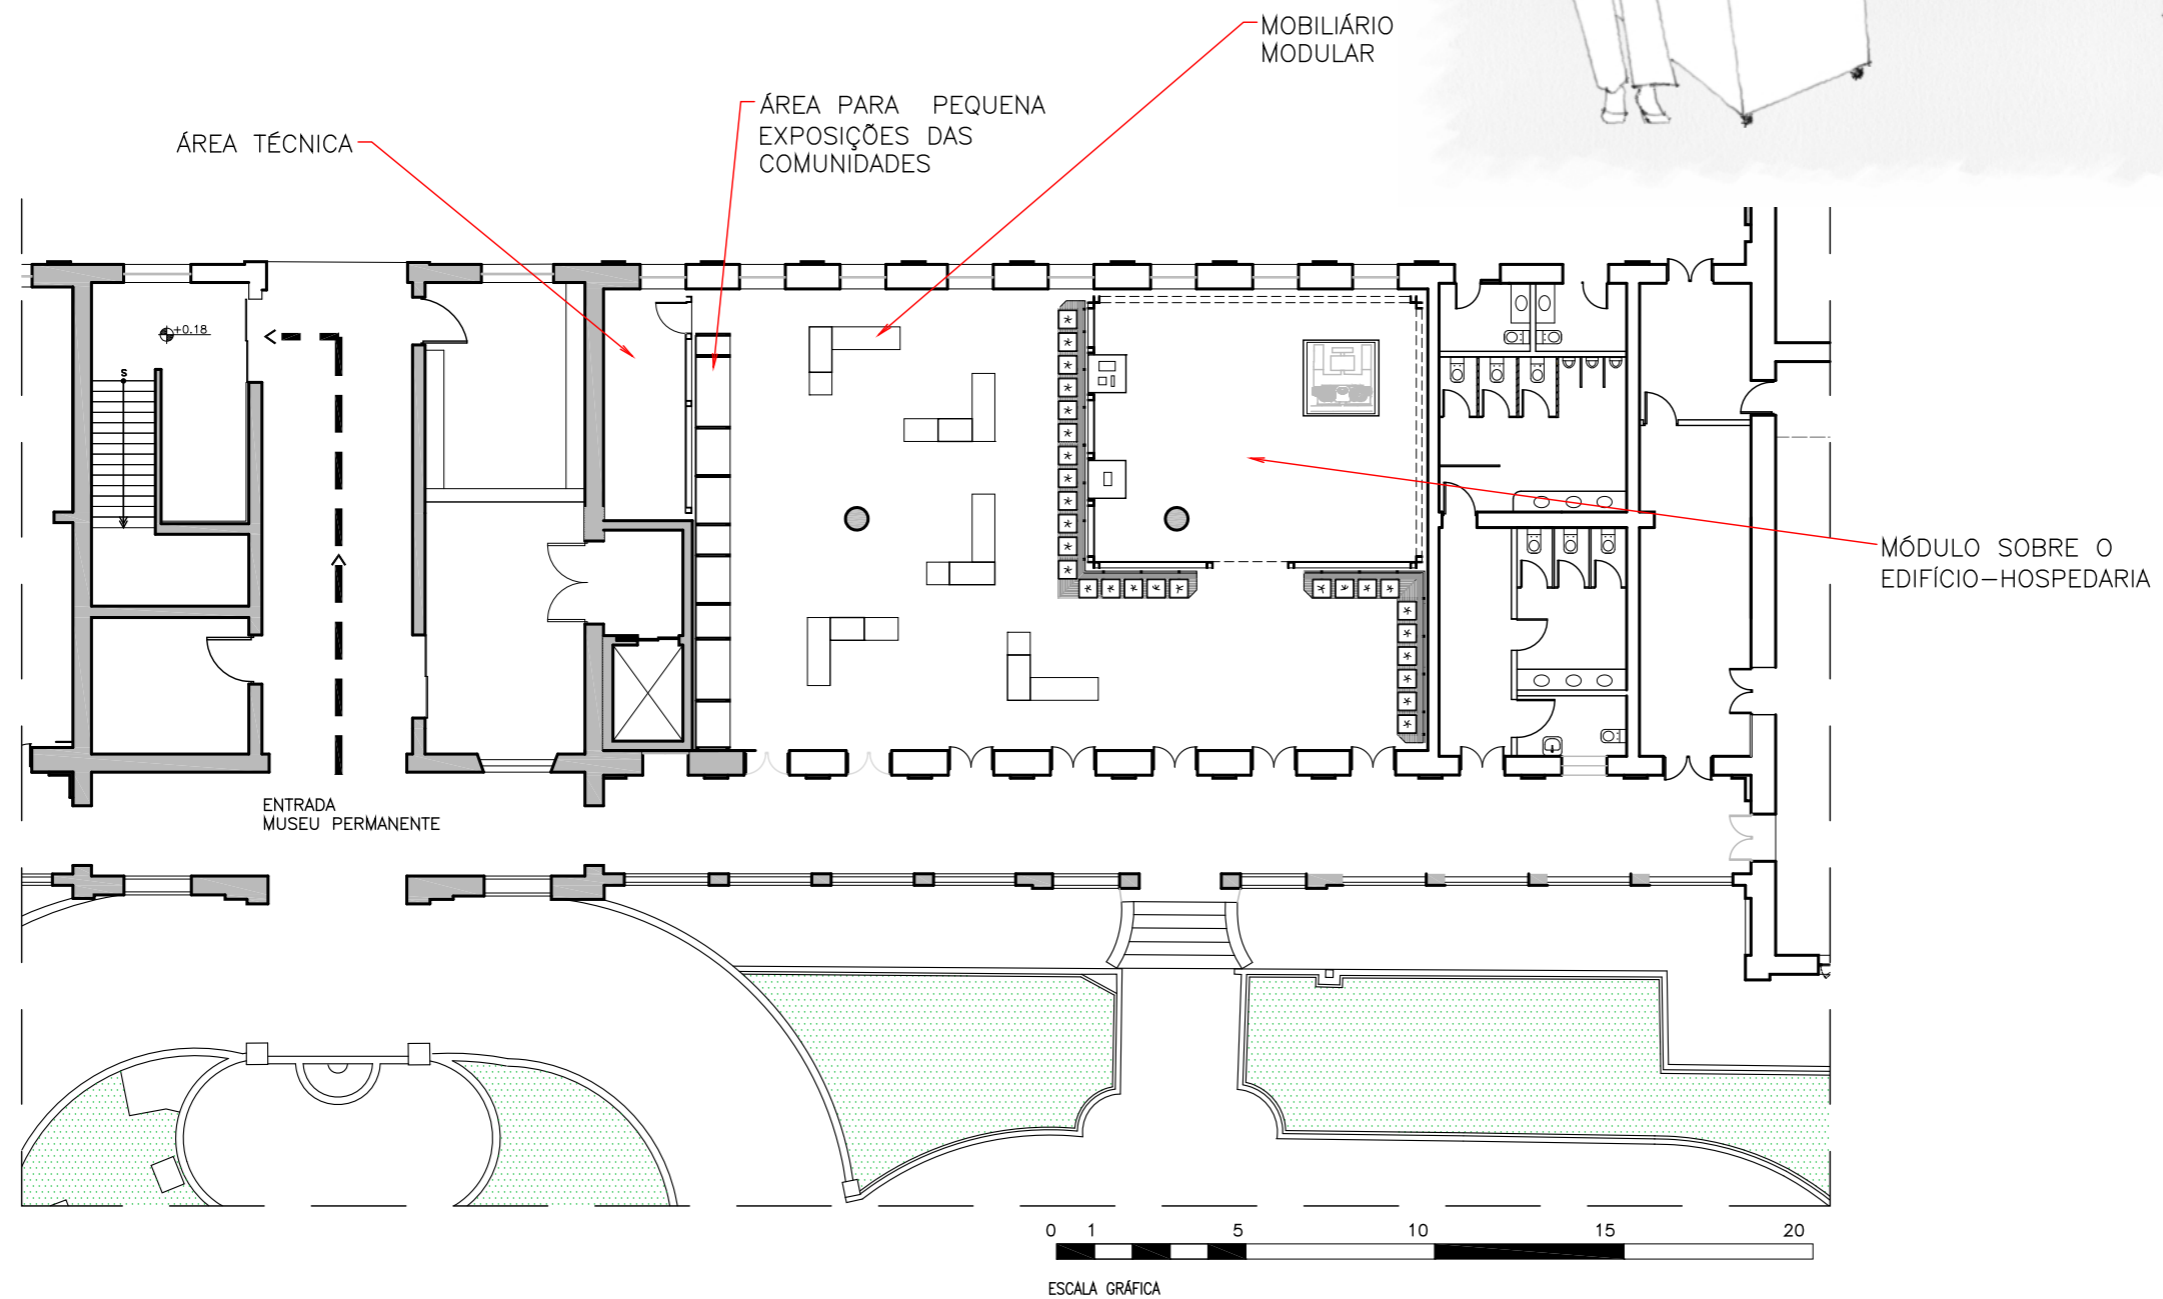 MOBILIÁRIO
MODULAR
ÁREA PARA PEQUENA
EXPOSIÇÕES DAS
COMUNIDADES
ÁREA TÉCNICA
+0.18
S
MÓDULO SOBRE O
EDIFÍCIO-HOSPEDARIA
ENTRADA
MUSEU PERMANENTE
0 1 5 10 15 20
ESCALA GRÁFICA